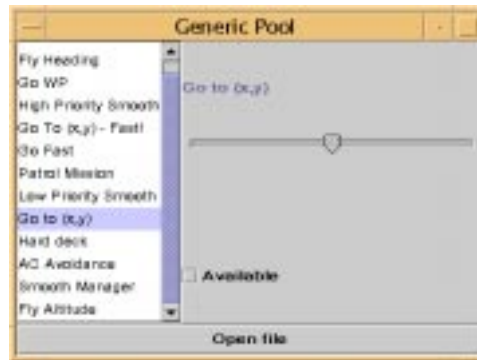 Generic Pool
Fly Heading
Go WP
High Priority Smooth
Go To (x,y) - Fast!
Go Fast
Patrol Mission
Low Priority Smooth
Go to (x,y)
Hard deck
AC Avoidance
Smooth Manager
Fly Altitude
Go to (x,y)
Available
Open file